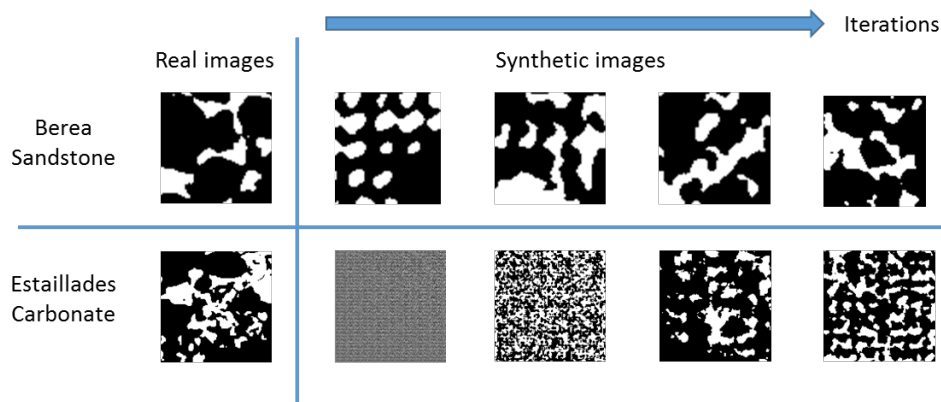 Iterations
Real images
Synthetic images
Berea
Sandstone
Estaillades
Carbonate